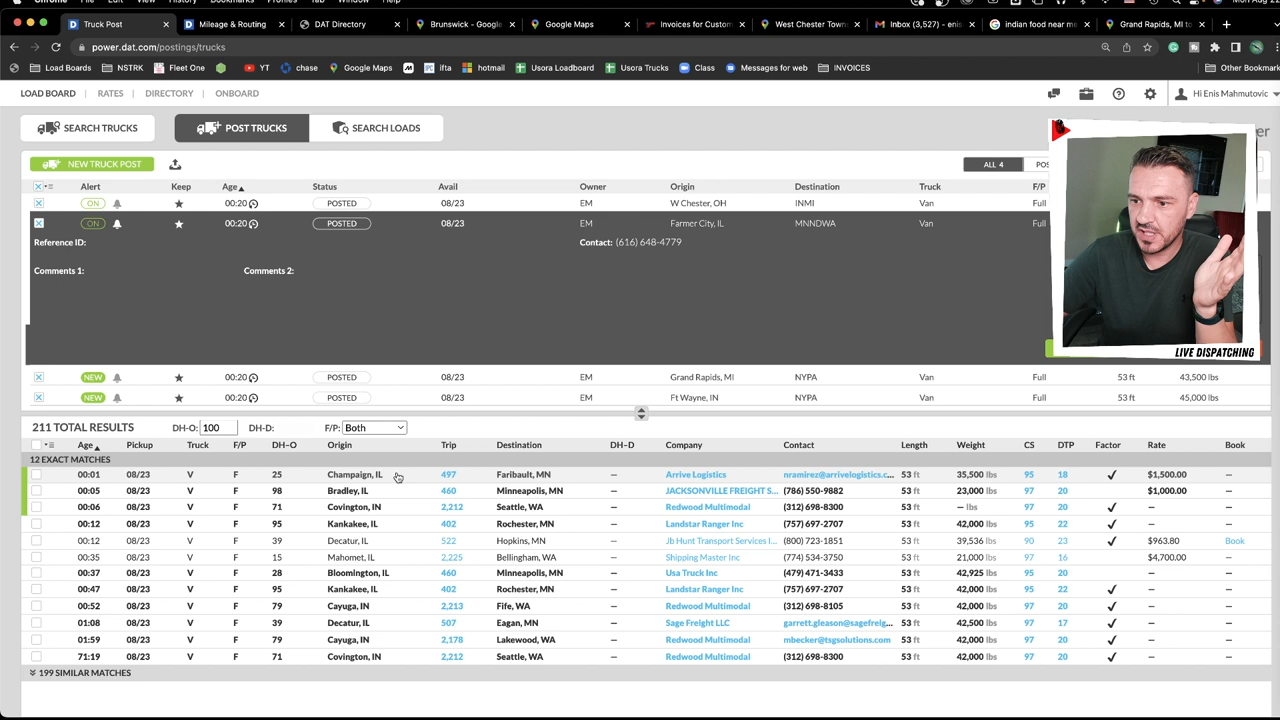 File Edit View History Bookmarks Profiles Tab Window Help
Truck Post Mileage & Routing DAT Directory Brunswick - Google Google Maps Invoices for Custom West Chester Town Inbox (3,527) - enis indian food near me Grand Rapids, MI to
power.dat.com/postings/trucks
Load Boards NSTRK Fleet One YT chase Google Maps ifta hotmail Usora Loadboard Usora Trucks Class Messages for web INVOICES Other Bookmark
LOAD BOARD RATES DIRECTORY ONBOARD Hi Enis Mahmutovic
SEARCH TRUCKS POST TRUCKS SEARCH LOADS
NEW TRUCK POST ALL 4
Alert Keep Age Status Avail Owner Origin Destination Truck F/P
ON 00:20 POSTED 08/23 EM W Chester, OH INMI Van Full
ON 00:20 POSTED 08/23 EM Farmer City, IL MNNDWA Van Full
Reference ID: Contact: (616) 648-4779
Comments 1: Comments 2:
LIVE DISPATCHING
NEW 00:20 POSTED 08/23 EM Grand Rapids, MI NYPA Van Full 53 ft 43,500 lbs
NEW 00:20 POSTED 08/23 EM Ft Wayne, IN NYPA Van Full 53 ft 45,000 lbs
211 TOTAL RESULTS DH-O: 100 DH-D: F/P: Both
Age Pickup Truck F/P DH-O Origin Trip Destination DH-D Company Contact Length Weight CS DTP Factor Rate Book
12 EXACT MATCHES
00:01 08/23 V F 25 Champaign, IL 497 Faribault, MN — Arrive Logistics nramirez@arrivelogistics.c... 53 ft 35,500 lbs 95 18 ✓ $1,500.00 —
00:05 08/23 V F 98 Bradley, IL 460 Minneapolis, MN — JACKSONVILLE FREIGHT S... (786) 550-9882 53 ft 23,000 lbs 97 20 $1,000.00 —
00:06 08/23 V F 71 Covington, IN 2,212 Seattle, WA — Redwood Multimodal (312) 698-8300 53 ft — lbs 97 20 ✓ — —
00:12 08/23 V F 95 Kankakee, IL 402 Rochester, MN — Landstar Ranger Inc (757) 697-2707 53 ft 42,000 lbs 95 22 ✓ — —
00:12 08/23 V F 39 Decatur, IL 522 Hopkins, MN — Jb Hunt Transport Services I... (800) 723-1851 53 ft 39,536 lbs 90 23 ✓ $963.80 Book
00:35 08/23 V F 15 Mahomet, IL 2,225 Bellingham, WA — Shipping Master Inc (774) 534-3750 53 ft 21,000 lbs 97 16 $4,700.00 —
00:37 08/23 V F 28 Bloomington, IL 460 Minneapolis, MN — Usa Truck Inc (479) 471-3433 53 ft 42,925 lbs 95 20 — —
00:47 08/23 V F 95 Kankakee, IL 402 Rochester, MN — Landstar Ranger Inc (757) 697-2707 53 ft 42,000 lbs 95 22 ✓ — —
00:52 08/23 V F 79 Cayuga, IN 2,213 Fife, WA — Redwood Multimodal (312) 698-8105 53 ft 42,000 lbs 97 20 ✓ — —
01:08 08/23 V F 39 Decatur, IL 507 Eagan, MN — Sage Freight LLC garrett.gleason@sagefreig... 53 ft 42,500 lbs 97 17 ✓ — —
01:59 08/23 V F 79 Cayuga, IN 2,178 Lakewood, WA — Redwood Multimodal mbecker@tsgsolutions.com 53 ft 42,000 lbs 97 20 ✓ — —
71:19 08/23 V F 71 Covington, IN 2,212 Seattle, WA — Redwood Multimodal (312) 698-8300 53 ft 42,000 lbs 97 20 ✓ — —
199 SIMILAR MATCHES